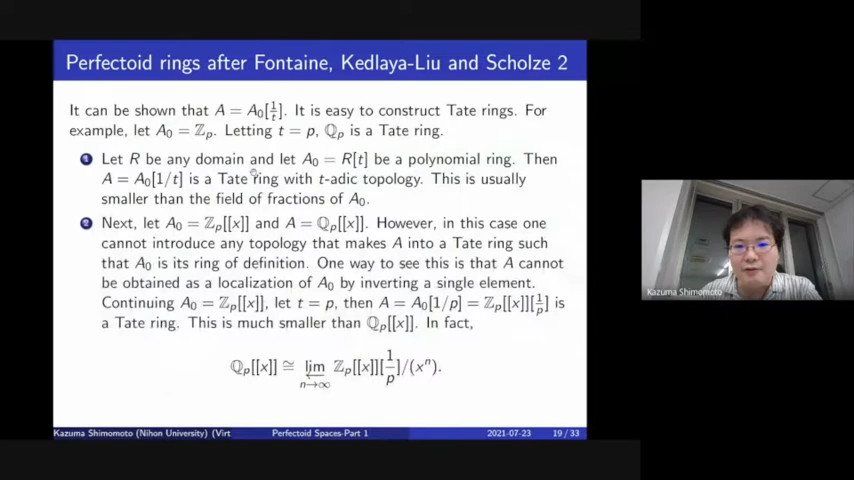 Perfectoid rings after Fontaine, Kedlaya-Liu and Scholze 2
It can be shown that A = A₀[1/t]. It is easy to construct Tate rings. For
example, let A₀ = ℤₚ. Letting t = p, ℚₚ is a Tate ring.
1 Let R be any domain and let A₀ = R[t] be a polynomial ring. Then
A = A₀[1/t] is a Tate ring with t-adic topology. This is usually
smaller than the field of fractions of A₀.
2 Next, let A₀ = ℤₚ[[x]] and A = ℚₚ[[x]]. However, in this case one
cannot introduce any topology that makes A into a Tate ring such
that A₀ is its ring of definition. One way to see this is that A cannot
be obtained as a localization of A₀ by inverting a single element.
Continuing A₀ = ℤₚ[[x]], let t = p, then A = A₀[1/p] = ℤₚ[[x]][1/p] is
a Tate ring. This is much smaller than ℚₚ[[x]]. In fact,
ℚₚ[[x]] ≅ lim← n→∞ ℤₚ[[x]][1/p]/(xⁿ).
Kazuma Shimomoto (Nihon University) (Virt Perfectoid Spaces-Part 1 2021-07-23 19 / 33
Kazuma Shimomoto